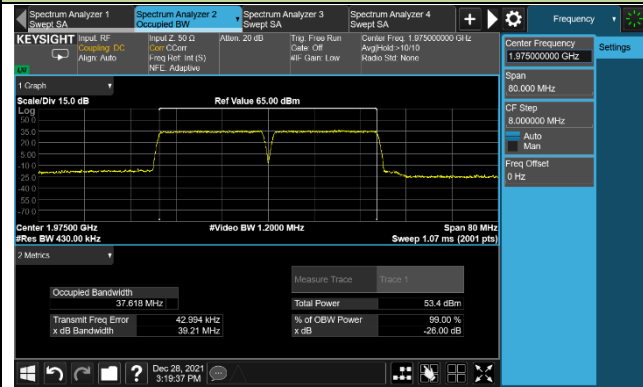 Spectrum Analyzer 1
Swept SA
Spectrum Analyzer 2
Occupied BW
Spectrum Analyzer 3
Swept SA
Spectrum Analyzer 4
Swept SA
+
Frequency
KEYSIGHT
Input: RF
Coupling: DC
Align: Auto
Input Z: 50 Ω
Corr CCorr
Freq Ref: Int (S)
NFE: Adaptive
Atten: 20 dB
Trig: Free Run
Gate: Off
#IF Gain: Low
Center Freq: 1.975000000 GHz
Avg|Hold:>10/10
Radio Std: None
Center Frequency
1.975000000 GHz
Settings
Span
80.000 MHz
CF Step
8.000000 MHz
Auto
Man
Freq Offset
0 Hz
1 Graph
Scale/Div 15.0 dB
Ref Value 65.00 dBm
Log
50.0
35.0
20.0
5.00
-10.0
-25.0
-40.0
-55.0
-70.0
Center 1.97500 GHz
#Video BW 1.2000 MHz
Span 80 MHz
#Res BW 430.00 kHz
Sweep 1.07 ms (2001 pts)
2 Metrics
Measure Trace
Trace 1
Occupied Bandwidth
37.618 MHz
Total Power
53.4 dBm
Transmit Freq Error
42.994 kHz
% of OBW Power
99.00 %
x dB Bandwidth
39.21 MHz
x dB
-26.00 dB
?
Dec 28, 2021
3:19:37 PM